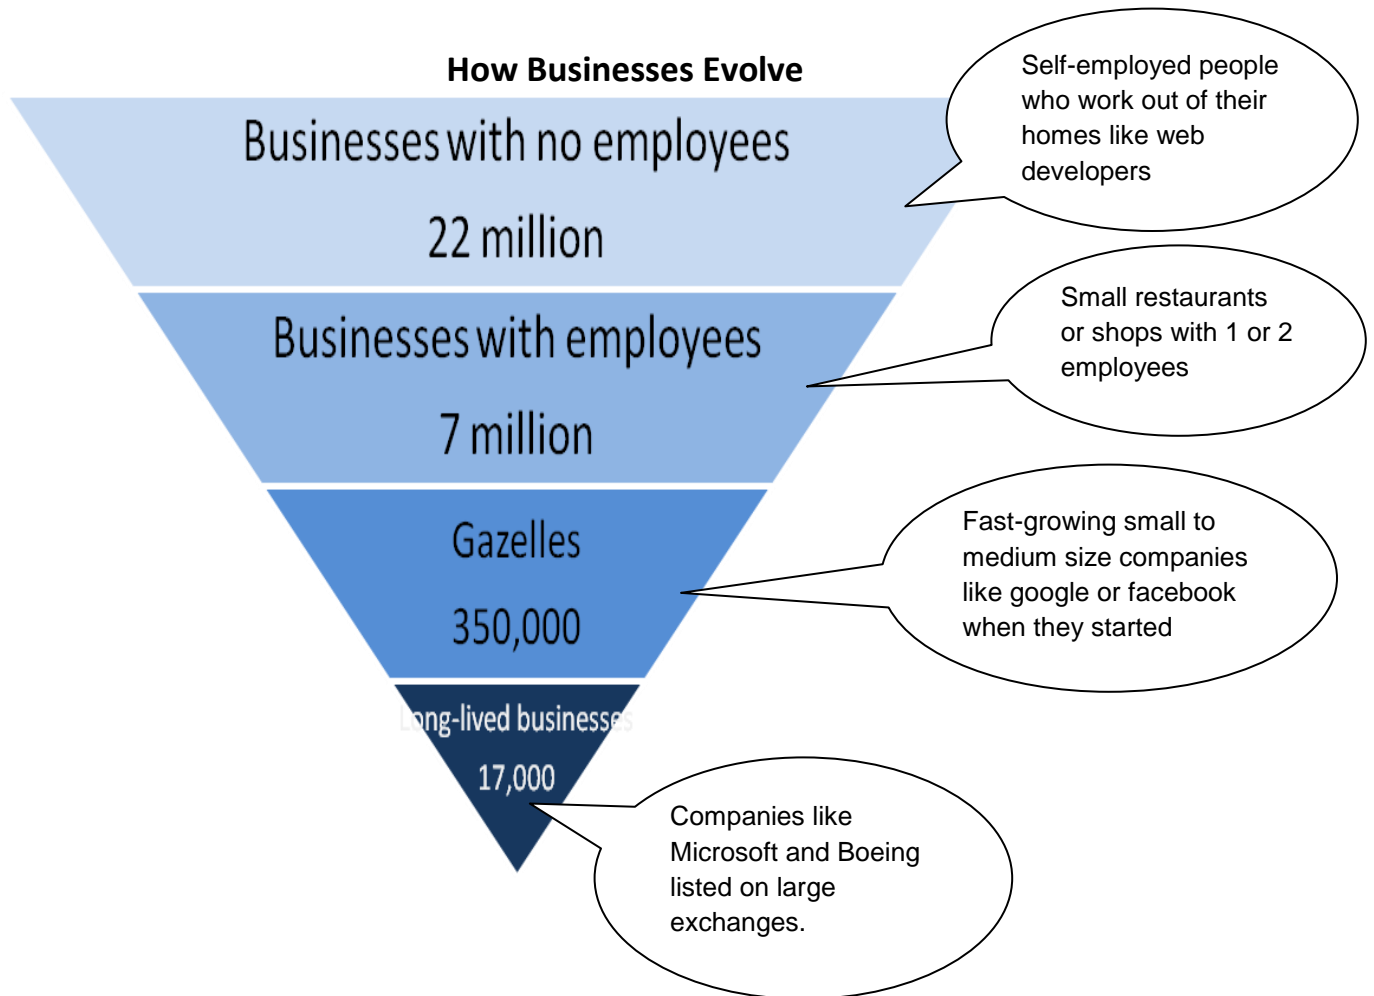 How Businesses Evolve
Businesses with no employees
22 million
Self-employed people
who work out of their
homes like web
developers
Businesses with employees
7 million
Small restaurants
or shops with 1 or 2
employees
Gazelles
350,000
Fast-growing small to
medium size companies
like google or facebook
when they started
Long-lived businesses
17,000
Companies like
Microsoft and Boeing
listed on large
exchanges.